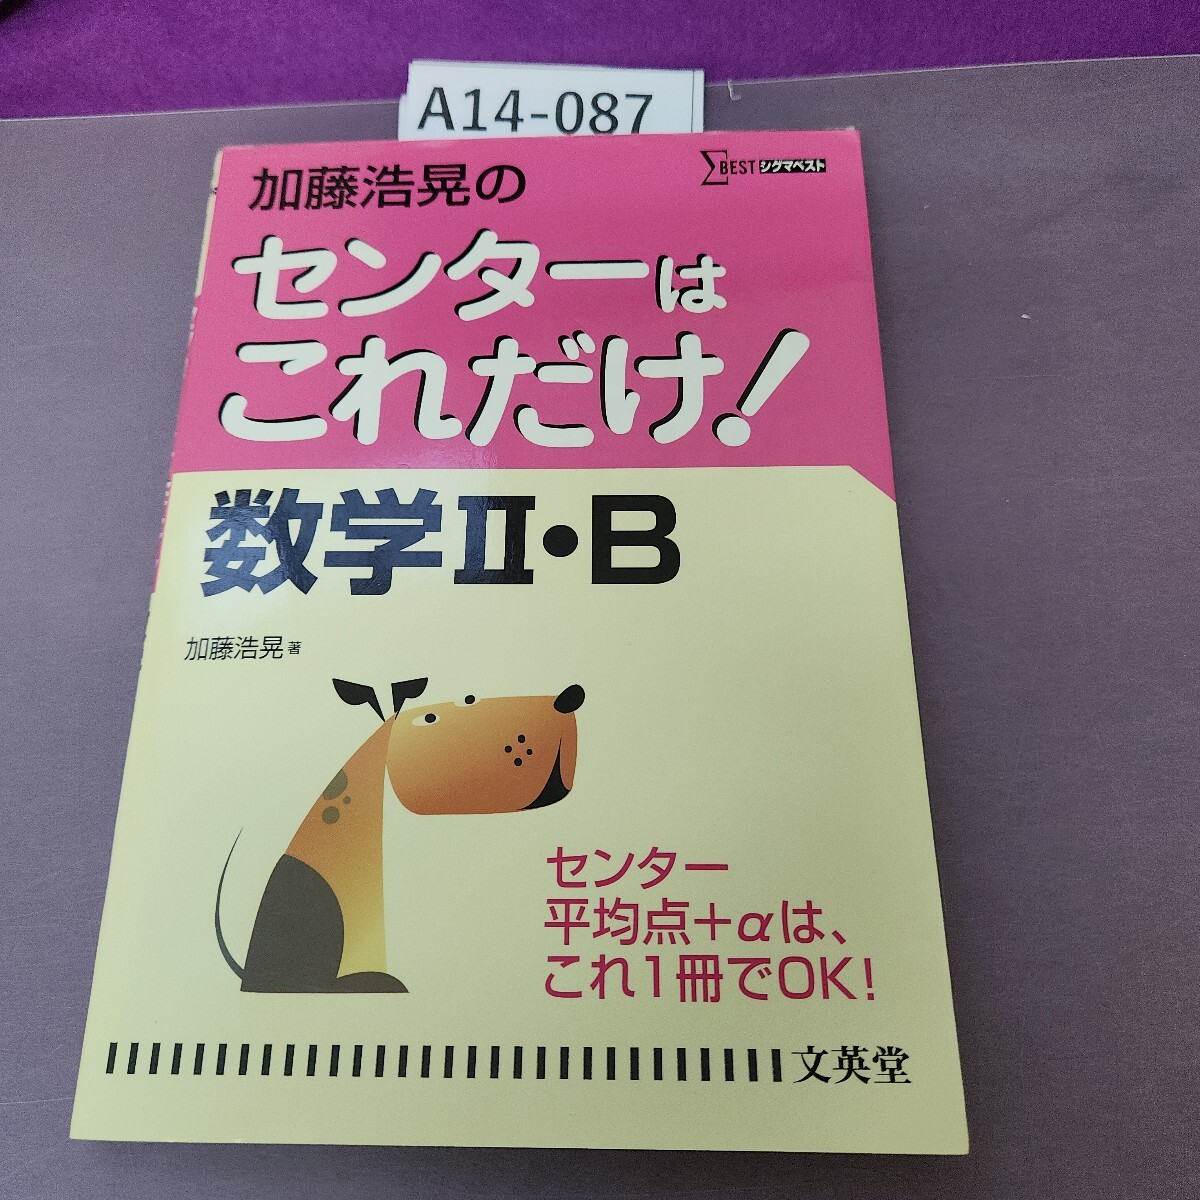 A14-087
加藤浩晃の
ΣBEST シグマベスト
センターは
これだけ!
数学Ⅱ・B
加藤浩晃 著
センター
平均点+αは、
これ1冊でOK!
文英堂